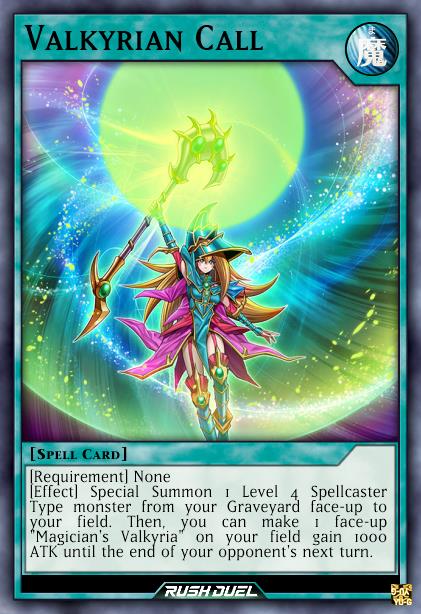 Valkyrian Call
ま
魔
[Spell Card]
[Requirement] None
[Effect] Special Summon 1 Level 4 Spellcaster
Type monster from your Graveyard face-up to
your field. Then, you can make 1 face-up
"Magician's Valkyria" on your field gain 1000
ATK until the end of your opponent's next turn.
RUSH DUEL